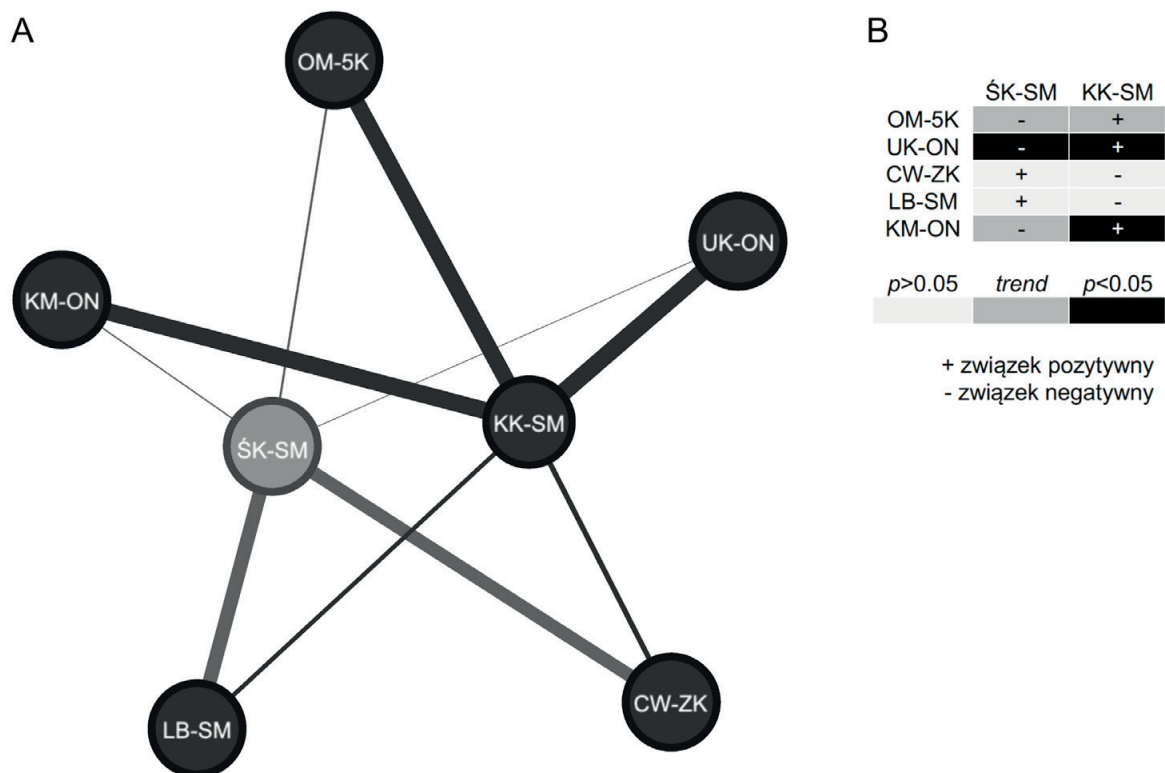 A
OM-5K
UK-ON
KM-ON
KK-SM
ŚK-SM
CW-ZK
LB-SM
B
ŚK-SM KK-SM
OM-5K - +
UK-ON - +
CW-ZK + -
LB-SM + -
KM-ON - +
p>0.05 trend p<0.05
+ związek pozytywny
- związek negatywny